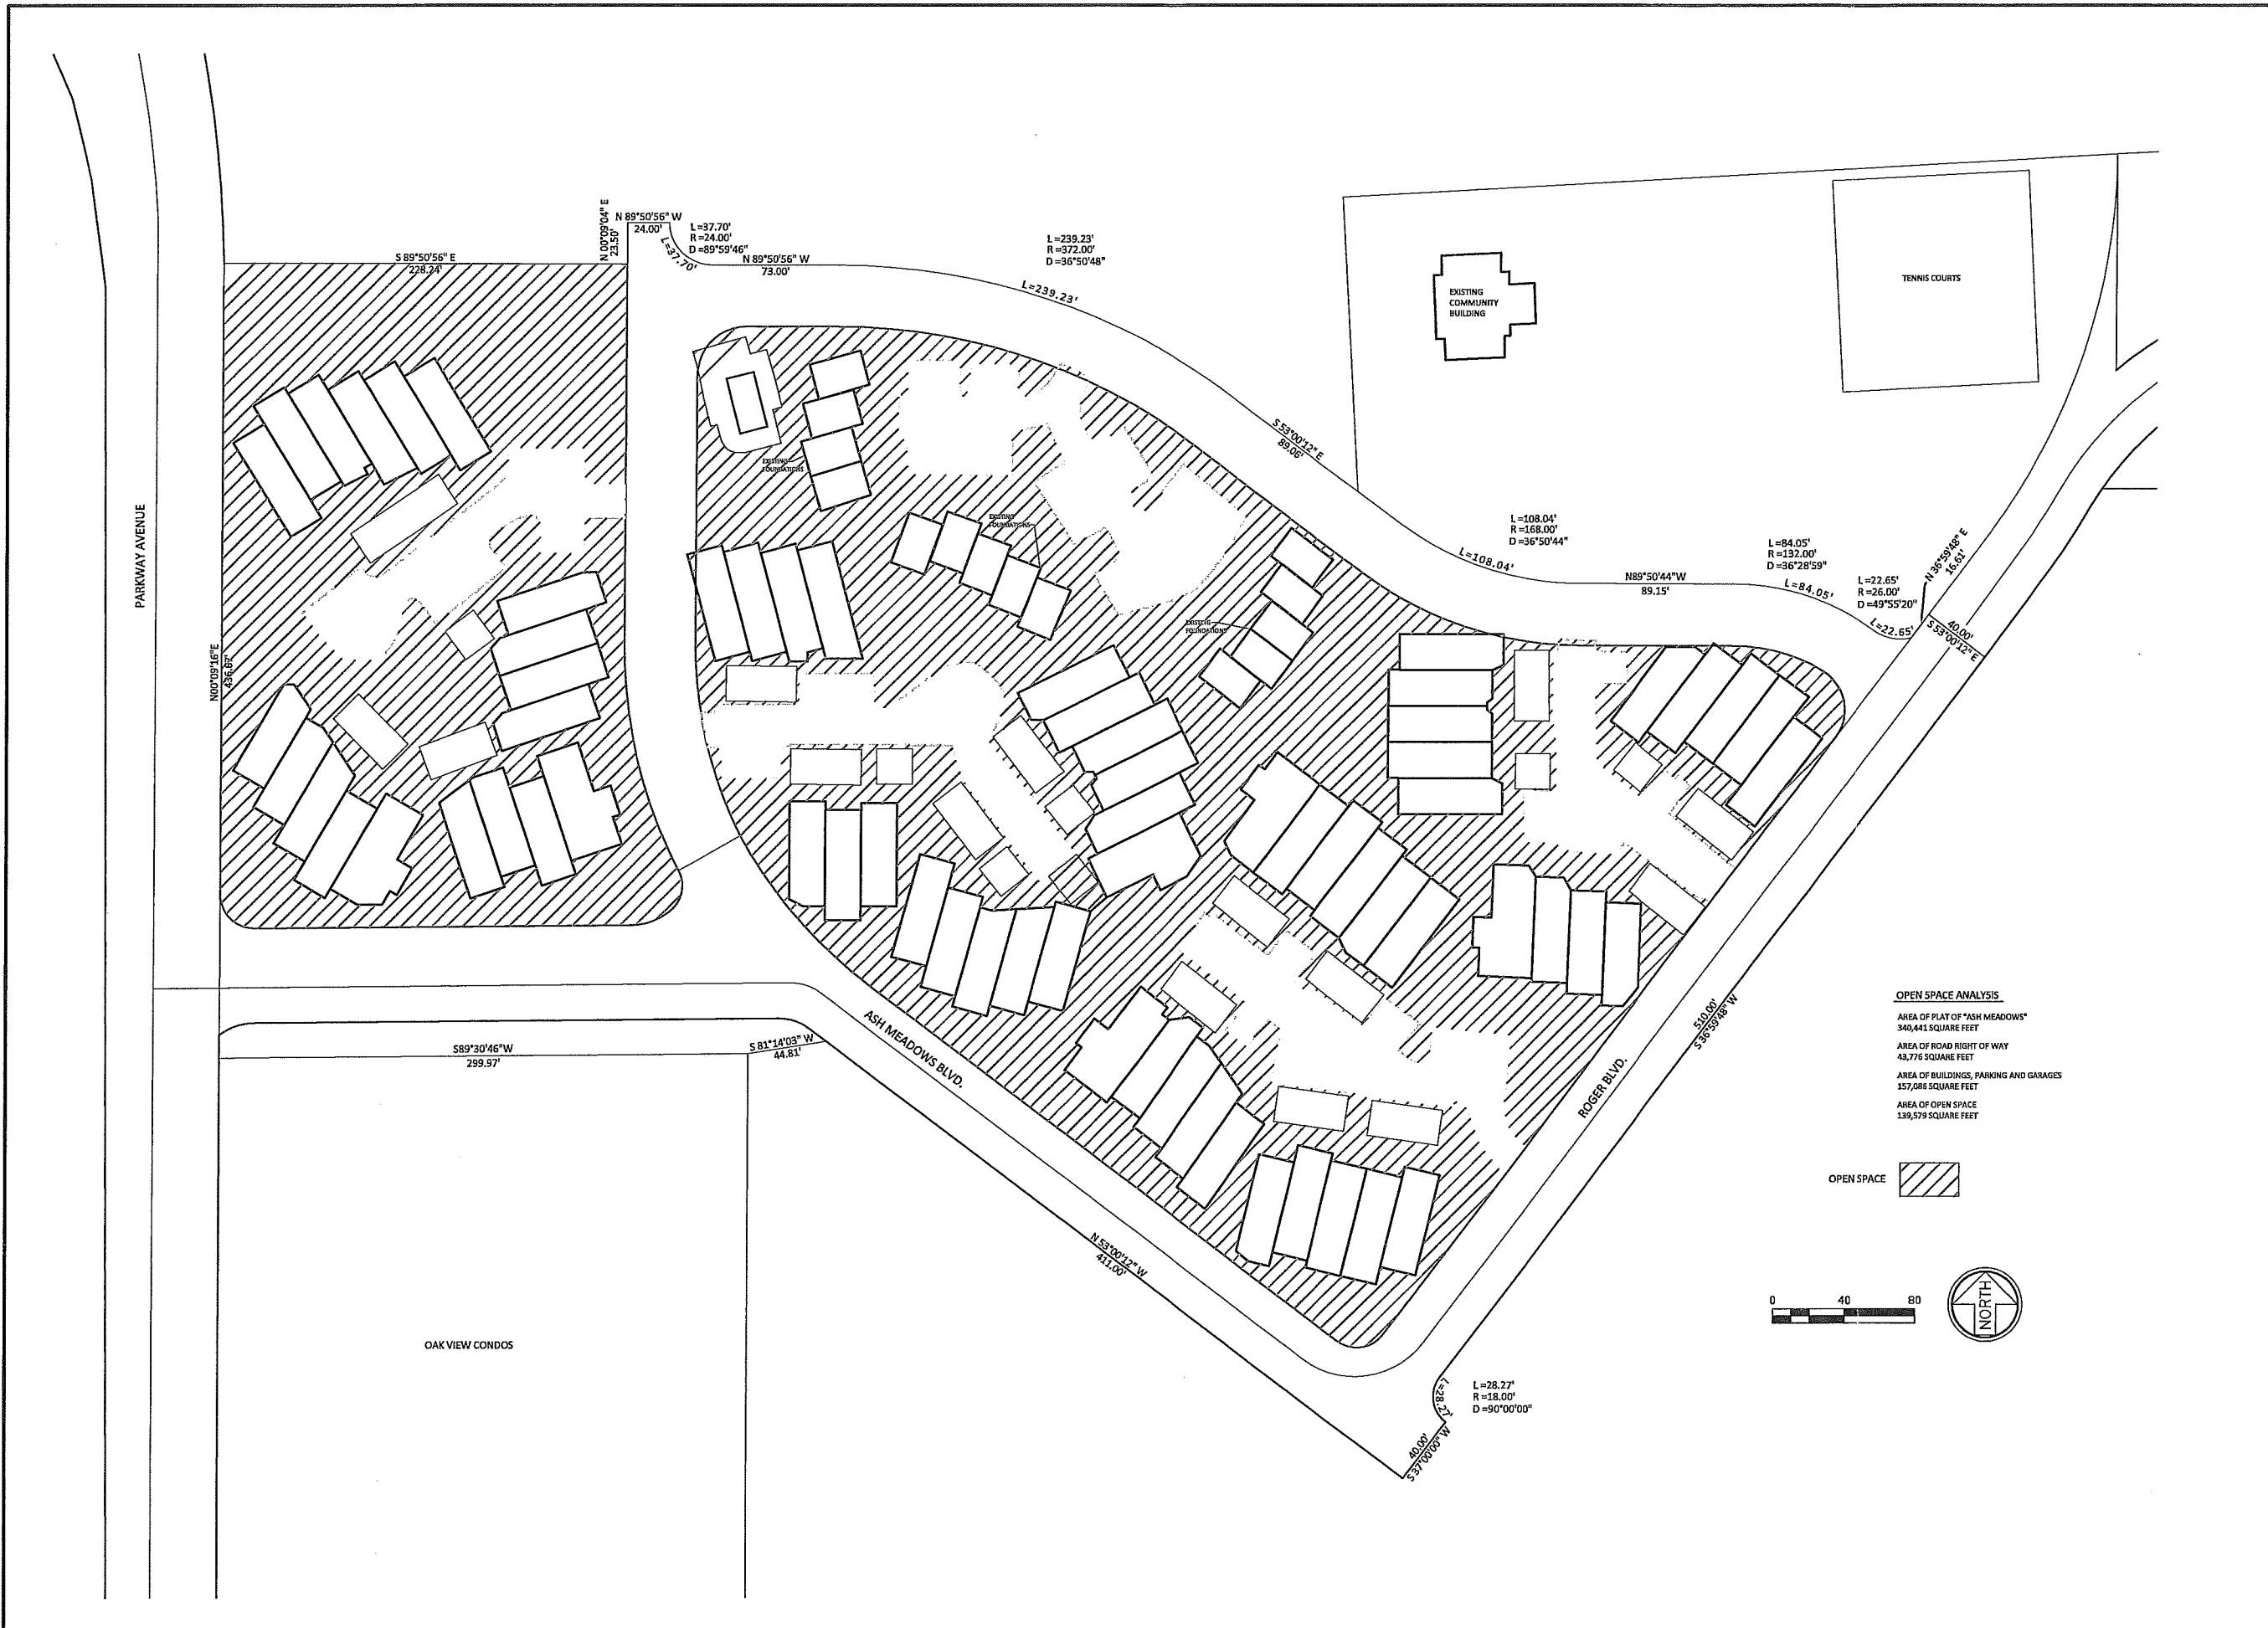 N 00°09'04" E
23.50'
N 89°50'56" W
24.00'
L=37.70'
L =37.70'
R =24.00'
D =89°59'46"
S 89°50'56" E
228.24'
N 89°50'56" W
73.00'
L =239.23'
R =372.00'
D =36°50'48"
L=239.23'
EXISTING
COMMUNITY
BUILDING
TENNIS COURTS
S 53°00'12" E
89.06'
EXISTING
FOUNDATIONS
EXISTING
FOUNDATIONS
EXISTING
FOUNDATIONS
PARKWAY AVENUE
L =108.04'
R =168.00'
D =36°50'44"
L=108.04'
N89°50'44"W
89.15'
L =84.05'
R =132.00'
D =36°28'59"
L=84.05'
L =22.65'
R =26.00'
D =49°55'20"
L=22.65'
N 36°59'48" E
16.61'
40.00'
S 53°00'12" E
N00°09'16"E
436.67'
S89°30'46"W
299.97'
S 81°14'03" W
44.81'
ASH MEADOWS BLVD.
510.00'
S 36°59'48" W
ROGER BLVD.
OPEN SPACE ANALYSIS
AREA OF PLAT OF "ASH MEADOWS"
340,441 SQUARE FEET
AREA OF ROAD RIGHT OF WAY
43,776 SQUARE FEET
AREA OF BUILDINGS, PARKING AND GARAGES
157,086 SQUARE FEET
AREA OF OPEN SPACE
139,579 SQUARE FEET
OPEN SPACE
N 53°00'12" W
411.00'
0 40 80
NORTH
OAK VIEW CONDOS
L=28.27'
L =28.27'
R =18.00'
D =90°00'00"
40.00'
S 37°00'00" W